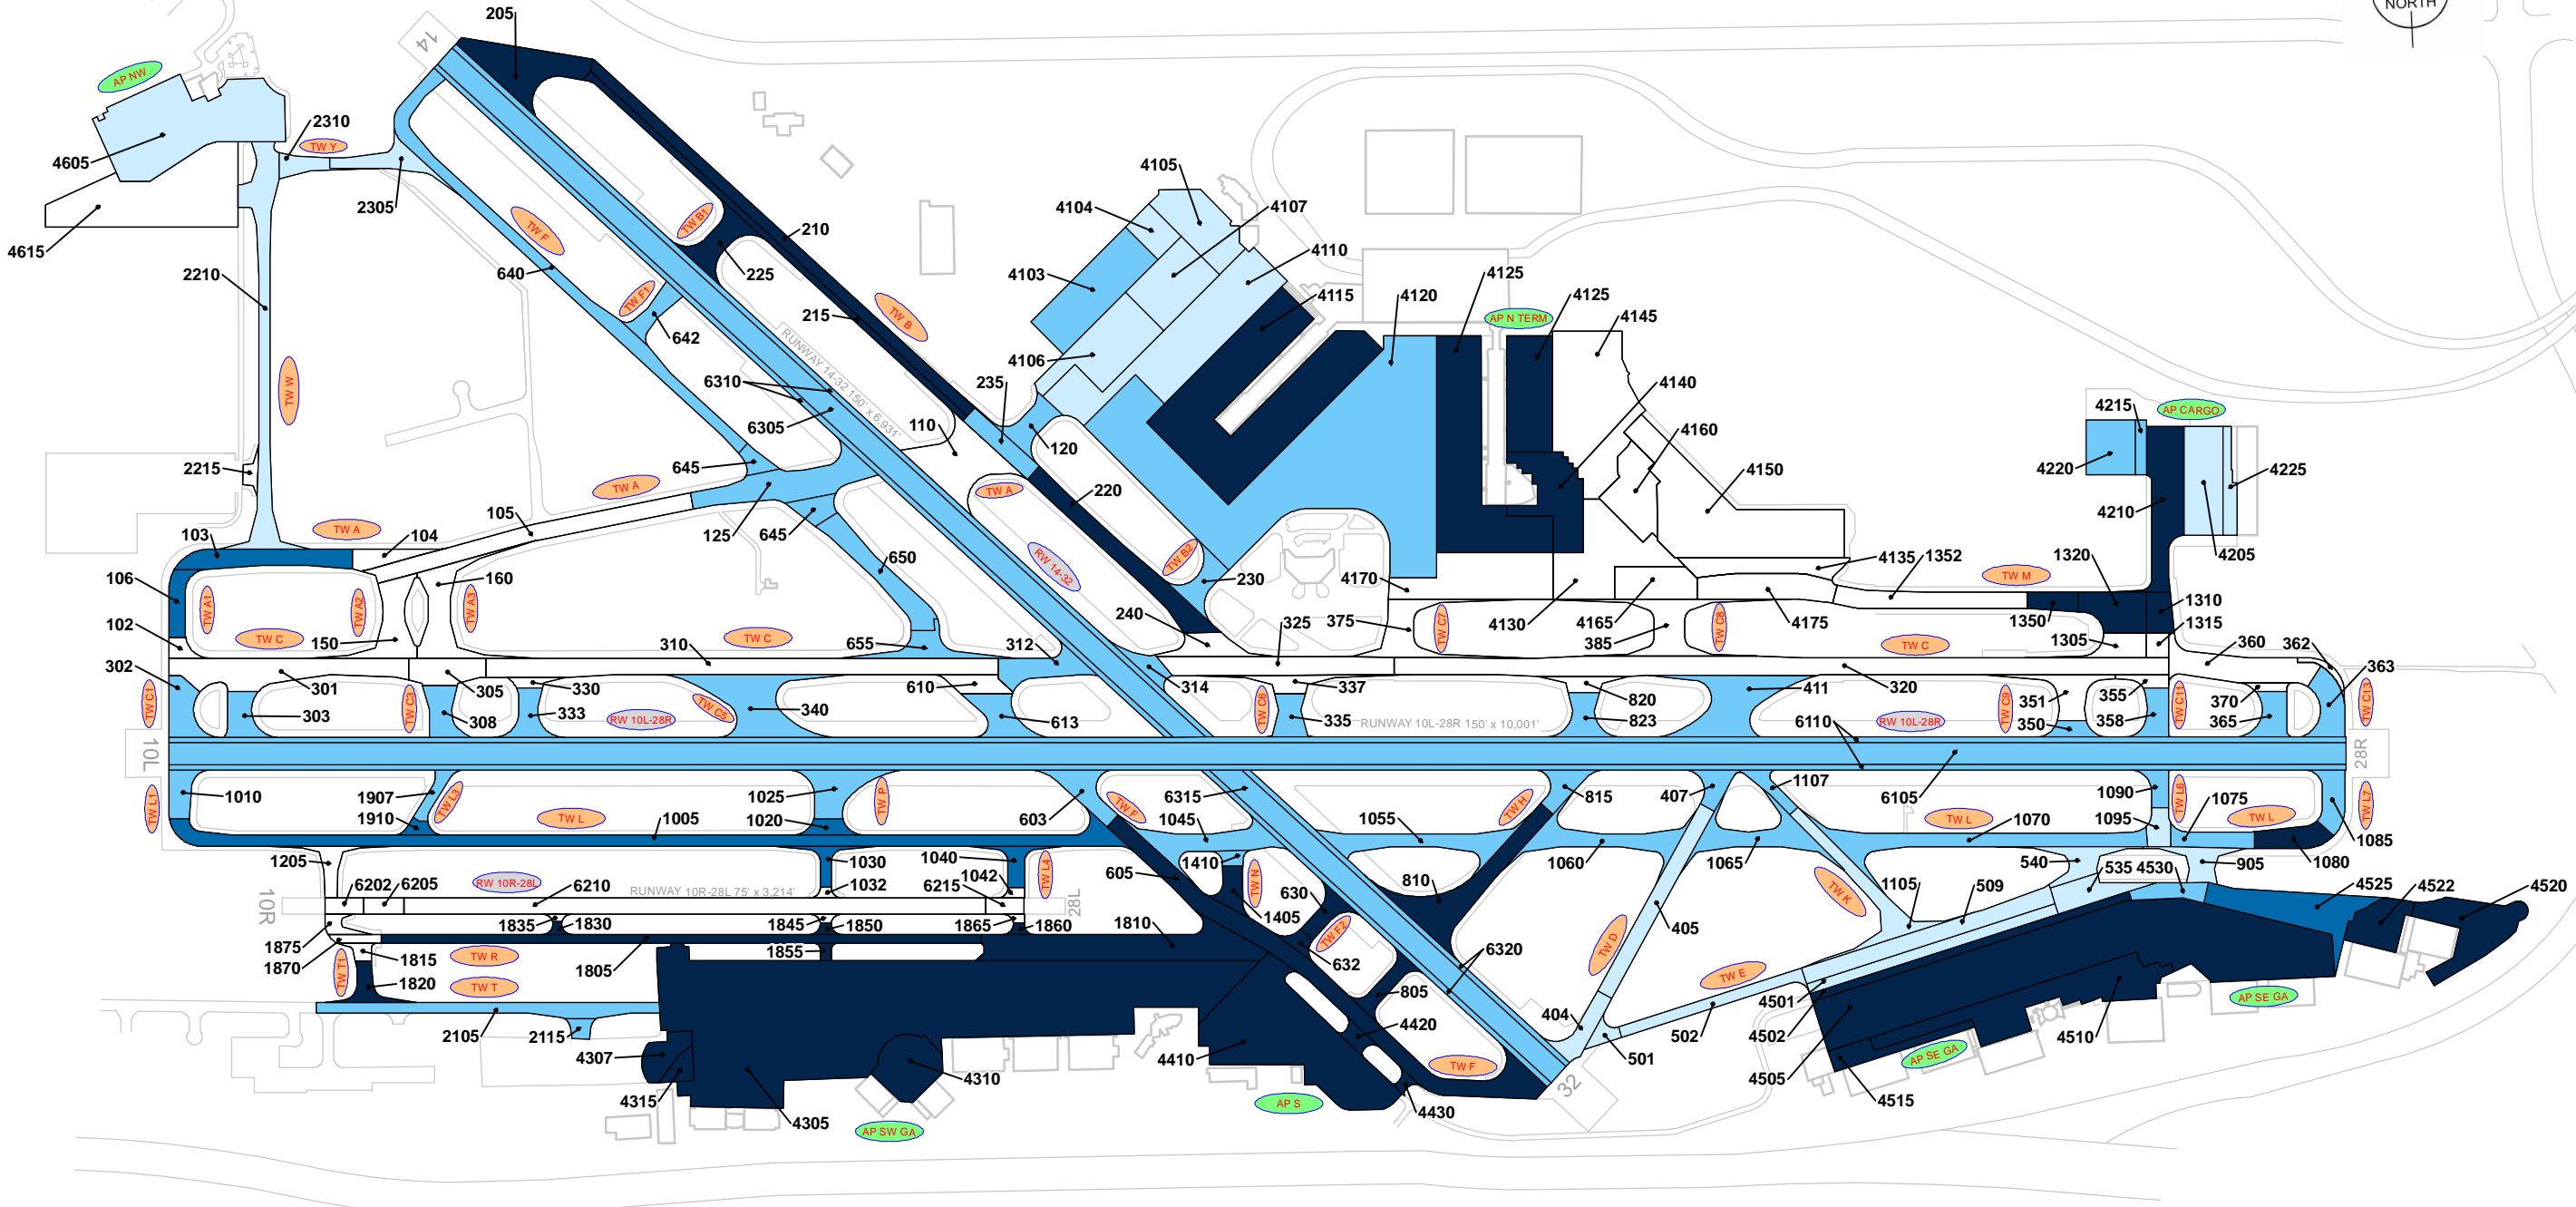 NORTH
205
14
AP NW
2310
TW Y
4605
2305
4615
4105
4104
4107
TW B1
210
TW F
4110
2210
640
225
4103
4125
TW F1
4115
4120
4125
215
TW B
AP N TERM
4145
642
RUNWAY 14-32 150' x 6,931'
4106
6310
235
4140
TW W
4215
AP CARGO
6305
110
4160
120
2215
645
4220
4225
4150
TW A
TW A
220
4210
TW A
105
103
104
125
645
4205
650
RW 14-32
TW B2
4135
1352
1320
106
160
230
4170
TW M
TW A1
TW A2
TW A3
1310
102
TW C
150
310
TW C
655
312
240
325
375
TW C7
4130
4165
385
TW C8
4175
TW C
1350
1315
1305
360
362
302
363
301
305
330
610
314
337
820
320
411
351
355
370
TW C1
303
TW C3
308
333
RW 10L-28R
TW C5
340
613
TW C6
335
RUNWAY 10L-28R 150' x 10,001'
823
6110
RW 10L-28R
TW C9
350
358
TW C11
365
TW C13
10L
28R
1010
1907
TW L3
1025
TW P
603
TW F
6315
TW H
815
407
1107
6105
1090
TW L6
1075
TW L1
TW L7
1910
TW L
1005
1020
1045
1055
TW L
1070
1095
TW L
1085
1205
1030
1040
1410
1060
1065
540
535
4530
905
1080
6202
6205
RW 10R-28L
6210
RUNWAY 10R-28L 75' x 3,214'
1032
1042
6215
TW L4
605
TW N
630
810
TW K
1105
509
4525
4522
4520
10R
28L
1835
1830
1845
1850
1865
1860
1810
1405
TW F2
405
1875
1870
1815
TW R
1805
1855
632
6320
TW D
TW T1
1820
TW T
805
TW E
4501
AP SE GA
2105
2115
4420
404
502
4502
4510
4307
4410
501
AP SE GA
4315
4310
TW F
32
4505
4515
4305
AP SW GA
AP S
4430